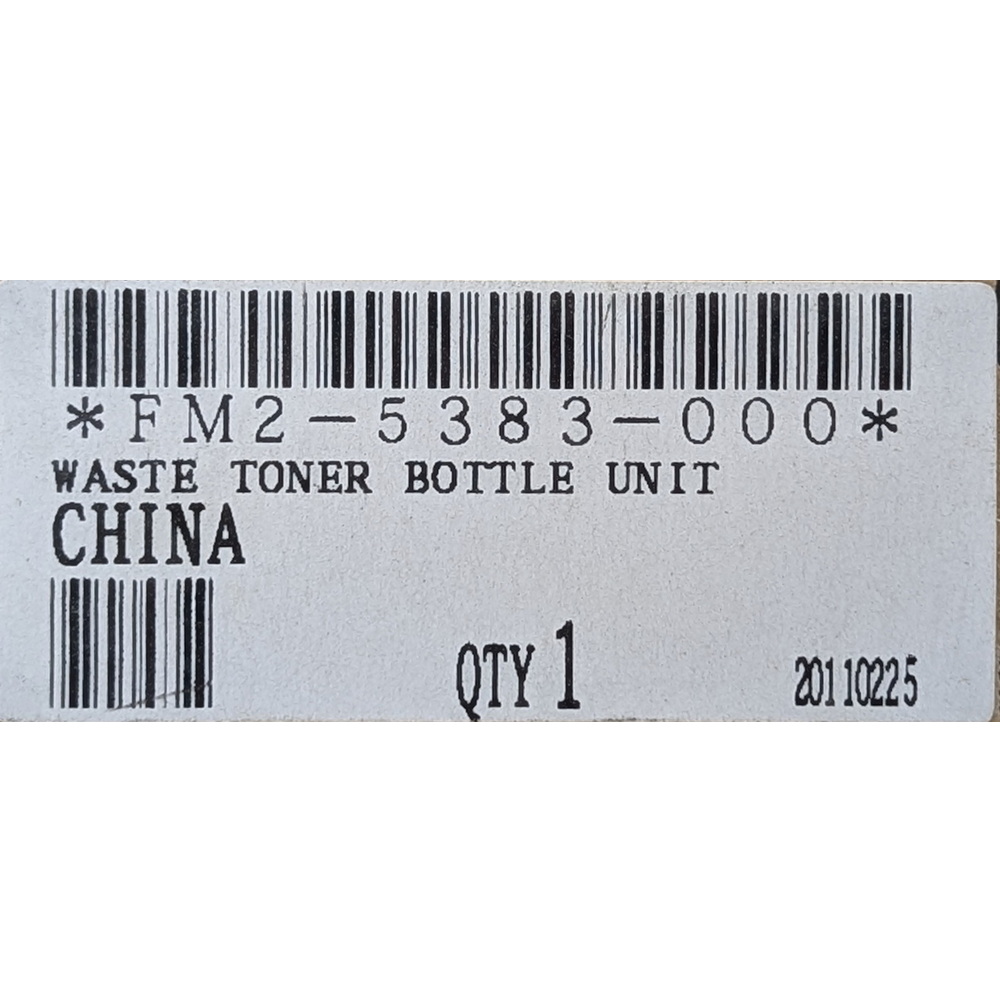 *FM2-5383-000*
WASTE TONER BOTTLE UNIT
CHINA
QTY 1
20110225